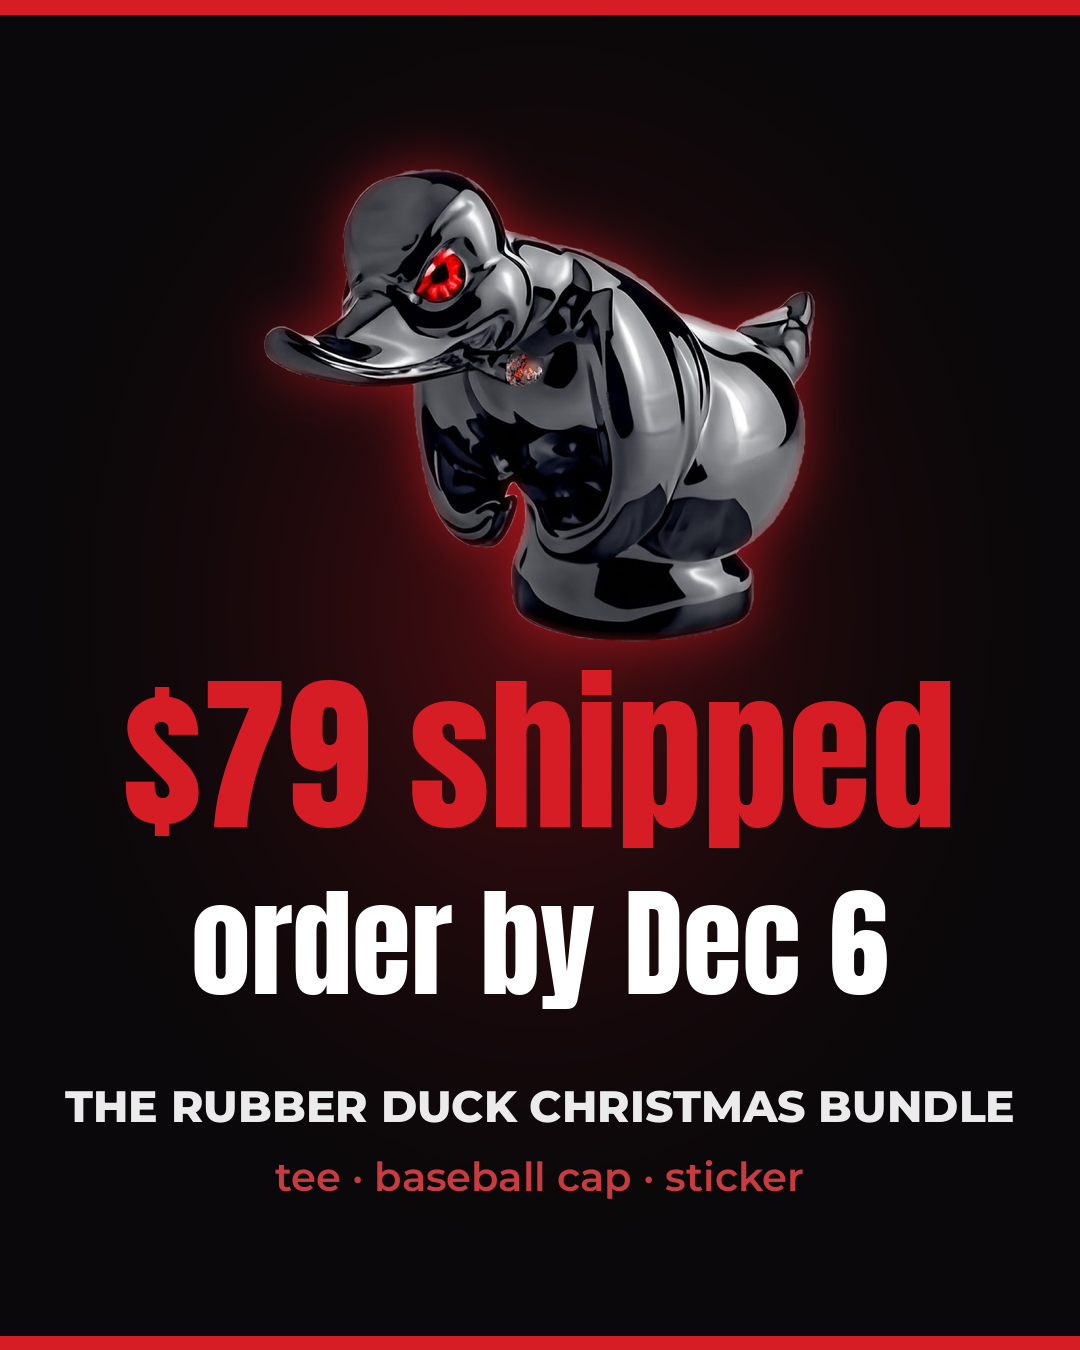 $79 shipped
order by Dec 6
THE RUBBER DUCK CHRISTMAS BUNDLE
tee · baseball cap · sticker